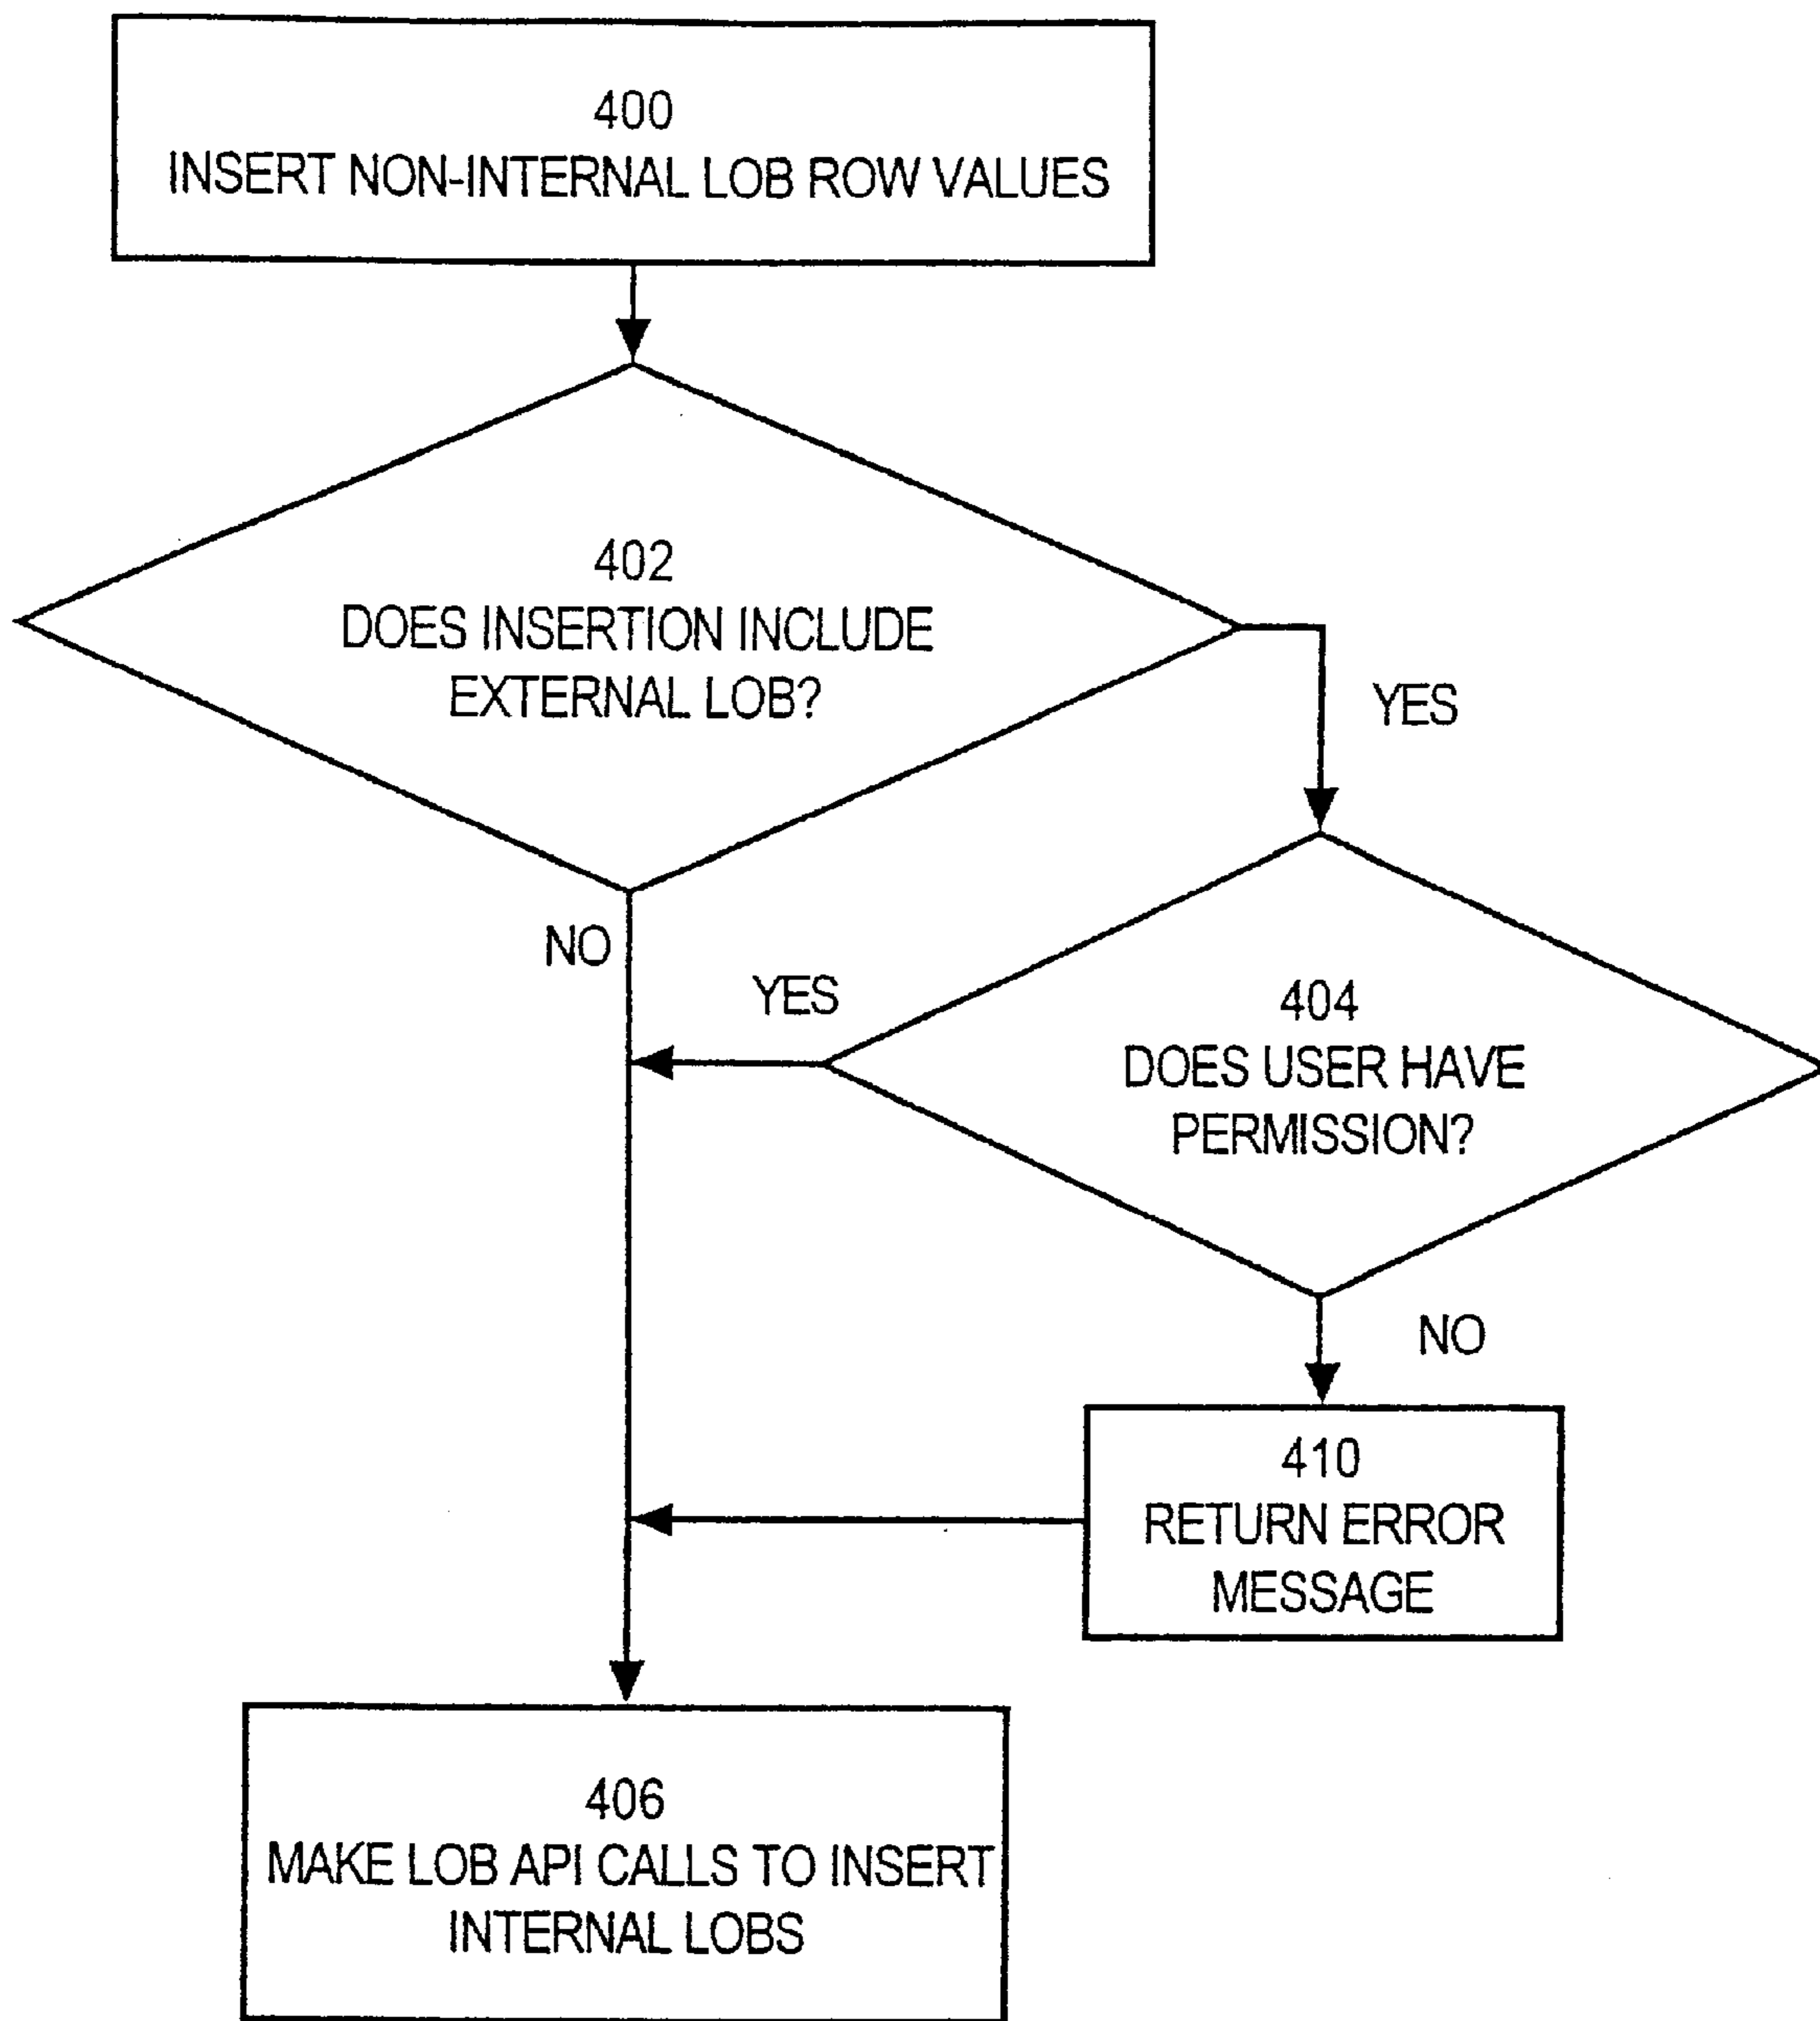 400
INSERT NON-INTERNAL LOB ROW VALUES
402
DOES INSERTION INCLUDE
EXTERNAL LOB?
YES
NO
YES
404
DOES USER HAVE
PERMISSION?
NO
410
RETURN ERROR
MESSAGE
406
MAKE LOB API CALLS TO INSERT
INTERNAL LOBS